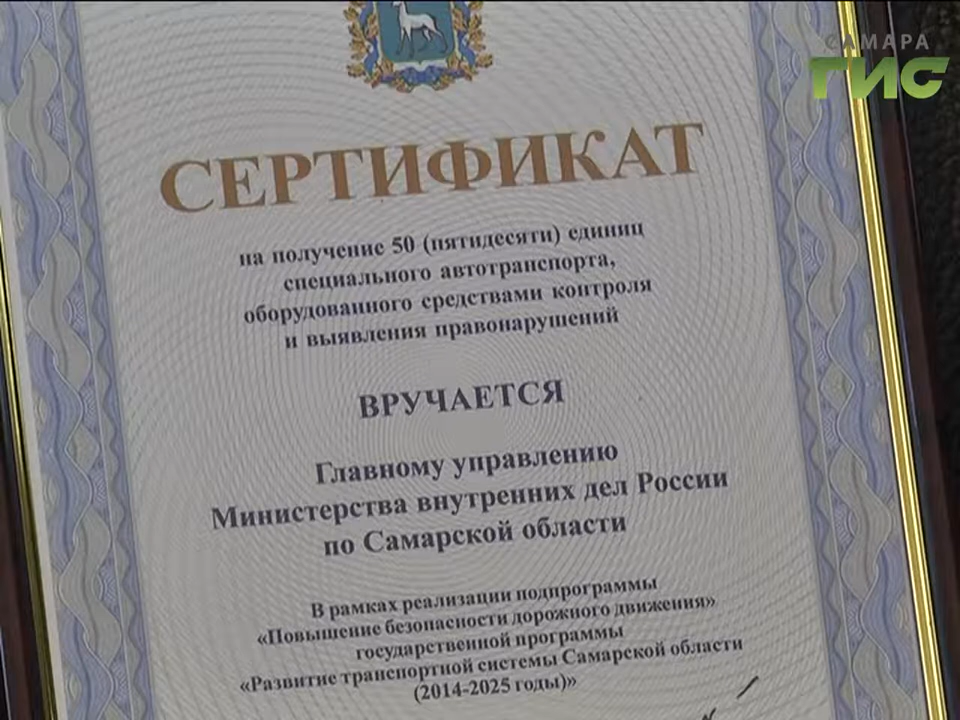 САМАРА
ГИС
СЕРТИФИКАТ
на получение 50 (пятидесяти) единиц
специального автотранспорта,
оборудованного средствами контроля
и выявления правонарушений
ВРУЧАЕТСЯ
Главному управлению
Министерства внутренних дел России
по Самарской области
В рамках реализации подпрограммы
«Повышение безопасности дорожного движения»
государственной программы
«Развитие транспортной системы Самарской области
(2014-2025 годы)»